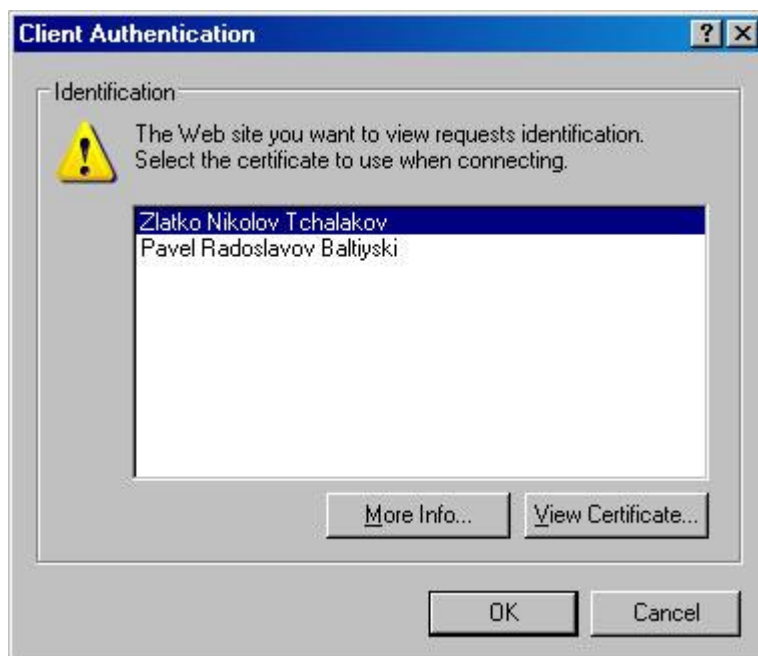 Client Authentication
Identification
The Web site you want to view requests identification.
Select the certificate to use when connecting.
Zlatko Nikolov Tchalakov
Pavel Radoslavov Baltiyski
More Info...
View Certificate...
OK
Cancel